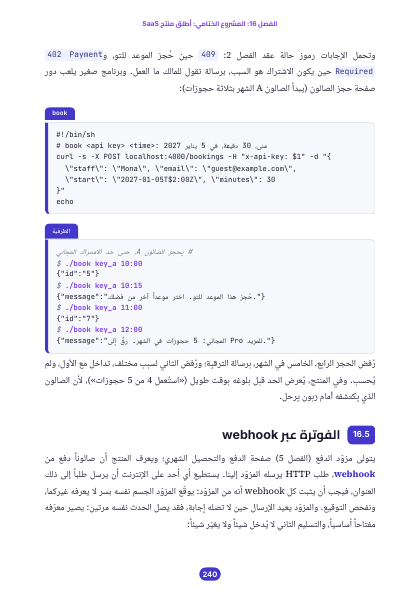 الفصل 16: المشروع الختامي: أطلق منتج SaaS
وتحمل الإجابات رموز حالة عقد الفصل 2: 409 حين حُجز الموعد للتو، و402 Payment
Required حين يكون الاشتراك هو السبب، برسالة تقول للمالك ما العمل. وبرنامج صغير يلعب دور
صفحة حجز الصالون (يبدأ الصالون A الشهر بثلاثة حجوزات):
book
#!/bin/sh
# book <api key> <time>: منى، 30 دقيقة، في 5 يناير 2027
curl -s -X POST localhost:4000/bookings -H "x-api-key: $1" -d "{
\"staff\": \"Mona\", \"email\": \"guest@example.com\",
\"start\": \"2027-01-05T$2:00Z\", \"minutes\": 30
}"
echo
الطرفية
# يحجز الصالون A، حتى حد الاشتراك المجاني
$ ./book key_a 10:00
{"id":"5"}
$ ./book key_a 10:15
{"message":"حُجز هذا الموعد للتو. اختر موعداً آخر من فضلك."}
$ ./book key_a 11:00
{"id":"7"}
$ ./book key_a 12:00
{"message":"المجاني: 5 حجوزات في الشهر. رقِّ إلى Pro للمزيد."}
رُفض الحجز الرابع، الخامس في الشهر، برسالة الترقية؛ ورُفض الثاني لسبب مختلف، تداخل مع الأول، ولم
يُحسب. وفي المنتج، يُعرض الحد قبل بلوغه بوقت طويل («استُعمل 4 من 5 حجوزات»)، لأن الصالون
الذي يكتشفه أمام زبون يرحل.
16.5 الفوترة عبر webhook
يتولى مزوّد الدفع (الفصل 5) صفحة الدفع والتحصيل الشهري؛ ويعرف المنتج أن صالوناً دفع من
webhook، طلب HTTP يرسله المزوّد إلينا. يستطيع أي أحد على الإنترنت أن يرسل طلباً إلى ذلك
العنوان، فيجب أن يثبت كل webhook أنه من المزوّد: يوقّع المزوّد الجسم نفسه بسر لا يعرفه غيركما،
ونفحص التوقيع. والمزوّد يعيد الإرسال حين لا تصله إجابة، فقد يصل الحدث نفسه مرتين: يصير معرّفه
مفتاحاً أساسياً، والتسليم الثاني لا يُدخل شيئاً ولا يغيّر شيئاً:
240